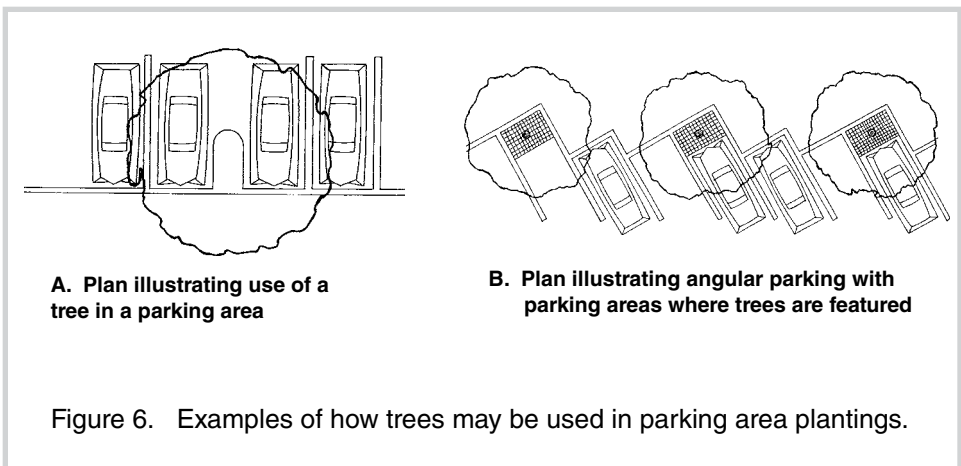 A. Plan illustrating use of a
tree in a parking area
B. Plan illustrating angular parking with
parking areas where trees are featured
Figure 6. Examples of how trees may be used in parking area plantings.